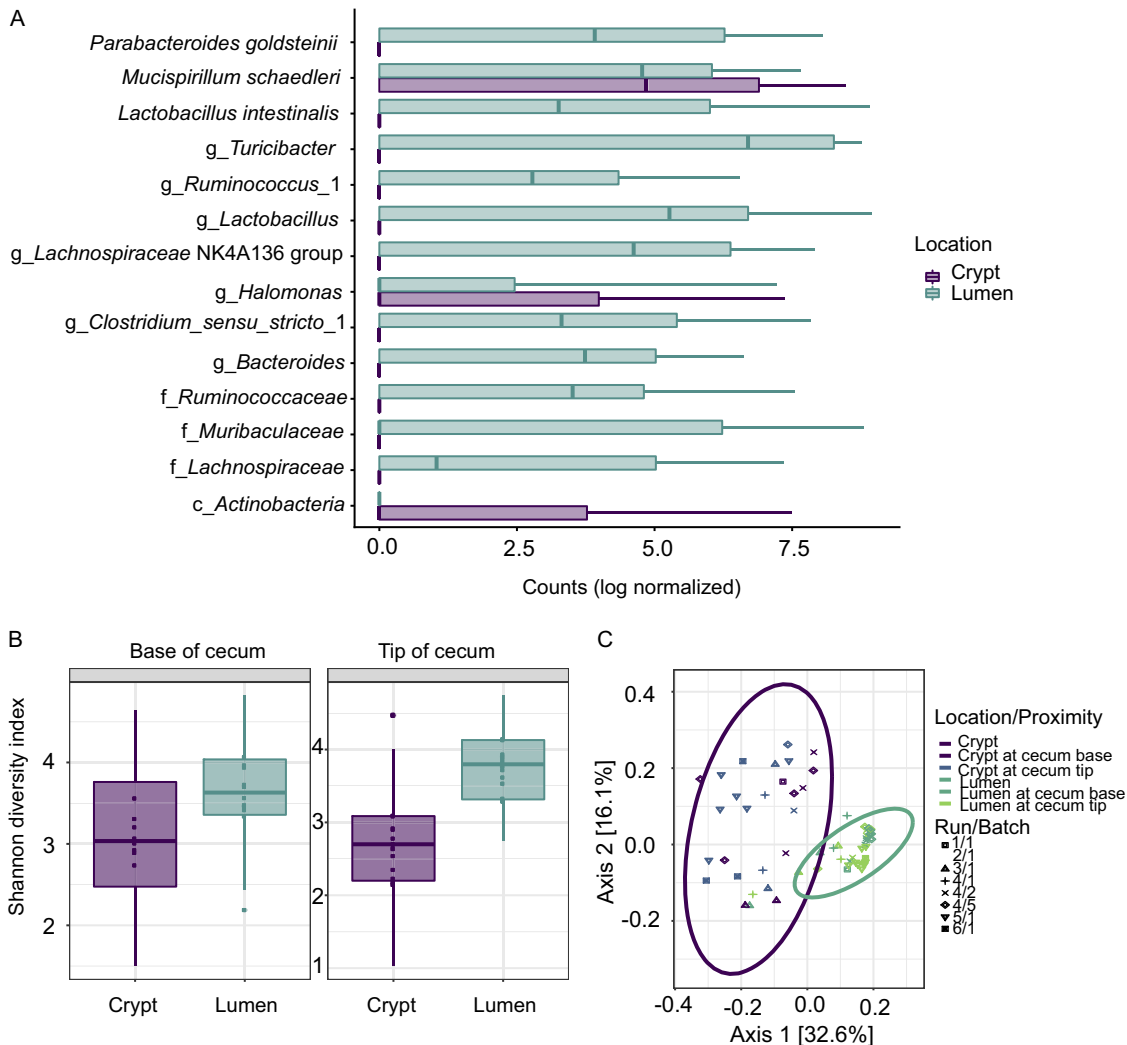 A
Parabacteroides goldsteinii
Mucispirillum schaedleri
Lactobacillus intestinalis
g_Turicibacter
g_Ruminococcus_1
g_Lactobacillus
g_Lachnospiraceae NK4A136 group
g_Halomonas
g_Clostridium_sensu_stricto_1
g_Bacteroides
f_Ruminococcaceae
f_Muribaculaceae
f_Lachnospiraceae
c_Actinobacteria
0.0 2.5 5.0 7.5
Counts (log normalized)
Location
Crypt
Lumen
B
Base of cecum
Tip of cecum
Shannon diversity index
4
3
2
4
3
2
1
Crypt Lumen
Crypt Lumen
C
Axis 2 [16.1%]
0.4
0.2
0.0
-0.2
-0.4 -0.2 0.0 0.2
Axis 1 [32.6%]
Location/Proximity
Crypt
Crypt at cecum base
Crypt at cecum tip
Lumen
Lumen at cecum base
Lumen at cecum tip
Run/Batch
1/1
2/1
3/1
4/1
4/2
4/5
5/1
6/1